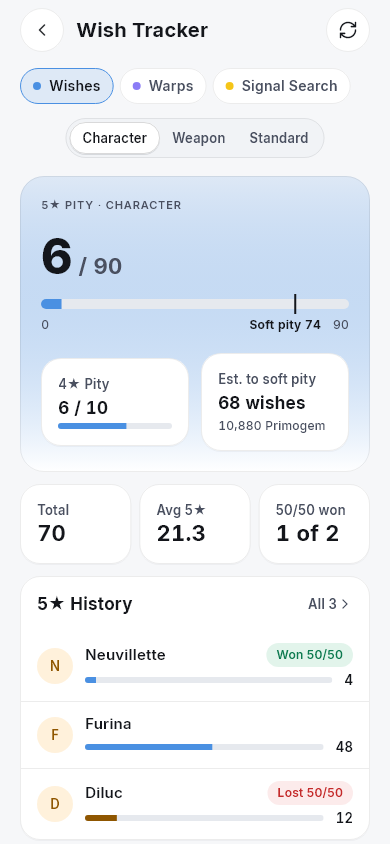 Wish Tracker
Wishes
Warps
Signal Search
Character
Weapon
Standard
5★ PITY · CHARACTER
6 / 90
Soft pity 74
0
90
4★ Pity
6 / 10
Est. to soft pity
68 wishes
10,880 Primogem
Total
70
Avg 5★
21.3
50/50 won
1 of 2
5★ History
All 3
N
Neuvillette
Won 50/50
4
F
Furina
48
D
Diluc
Lost 50/50
12